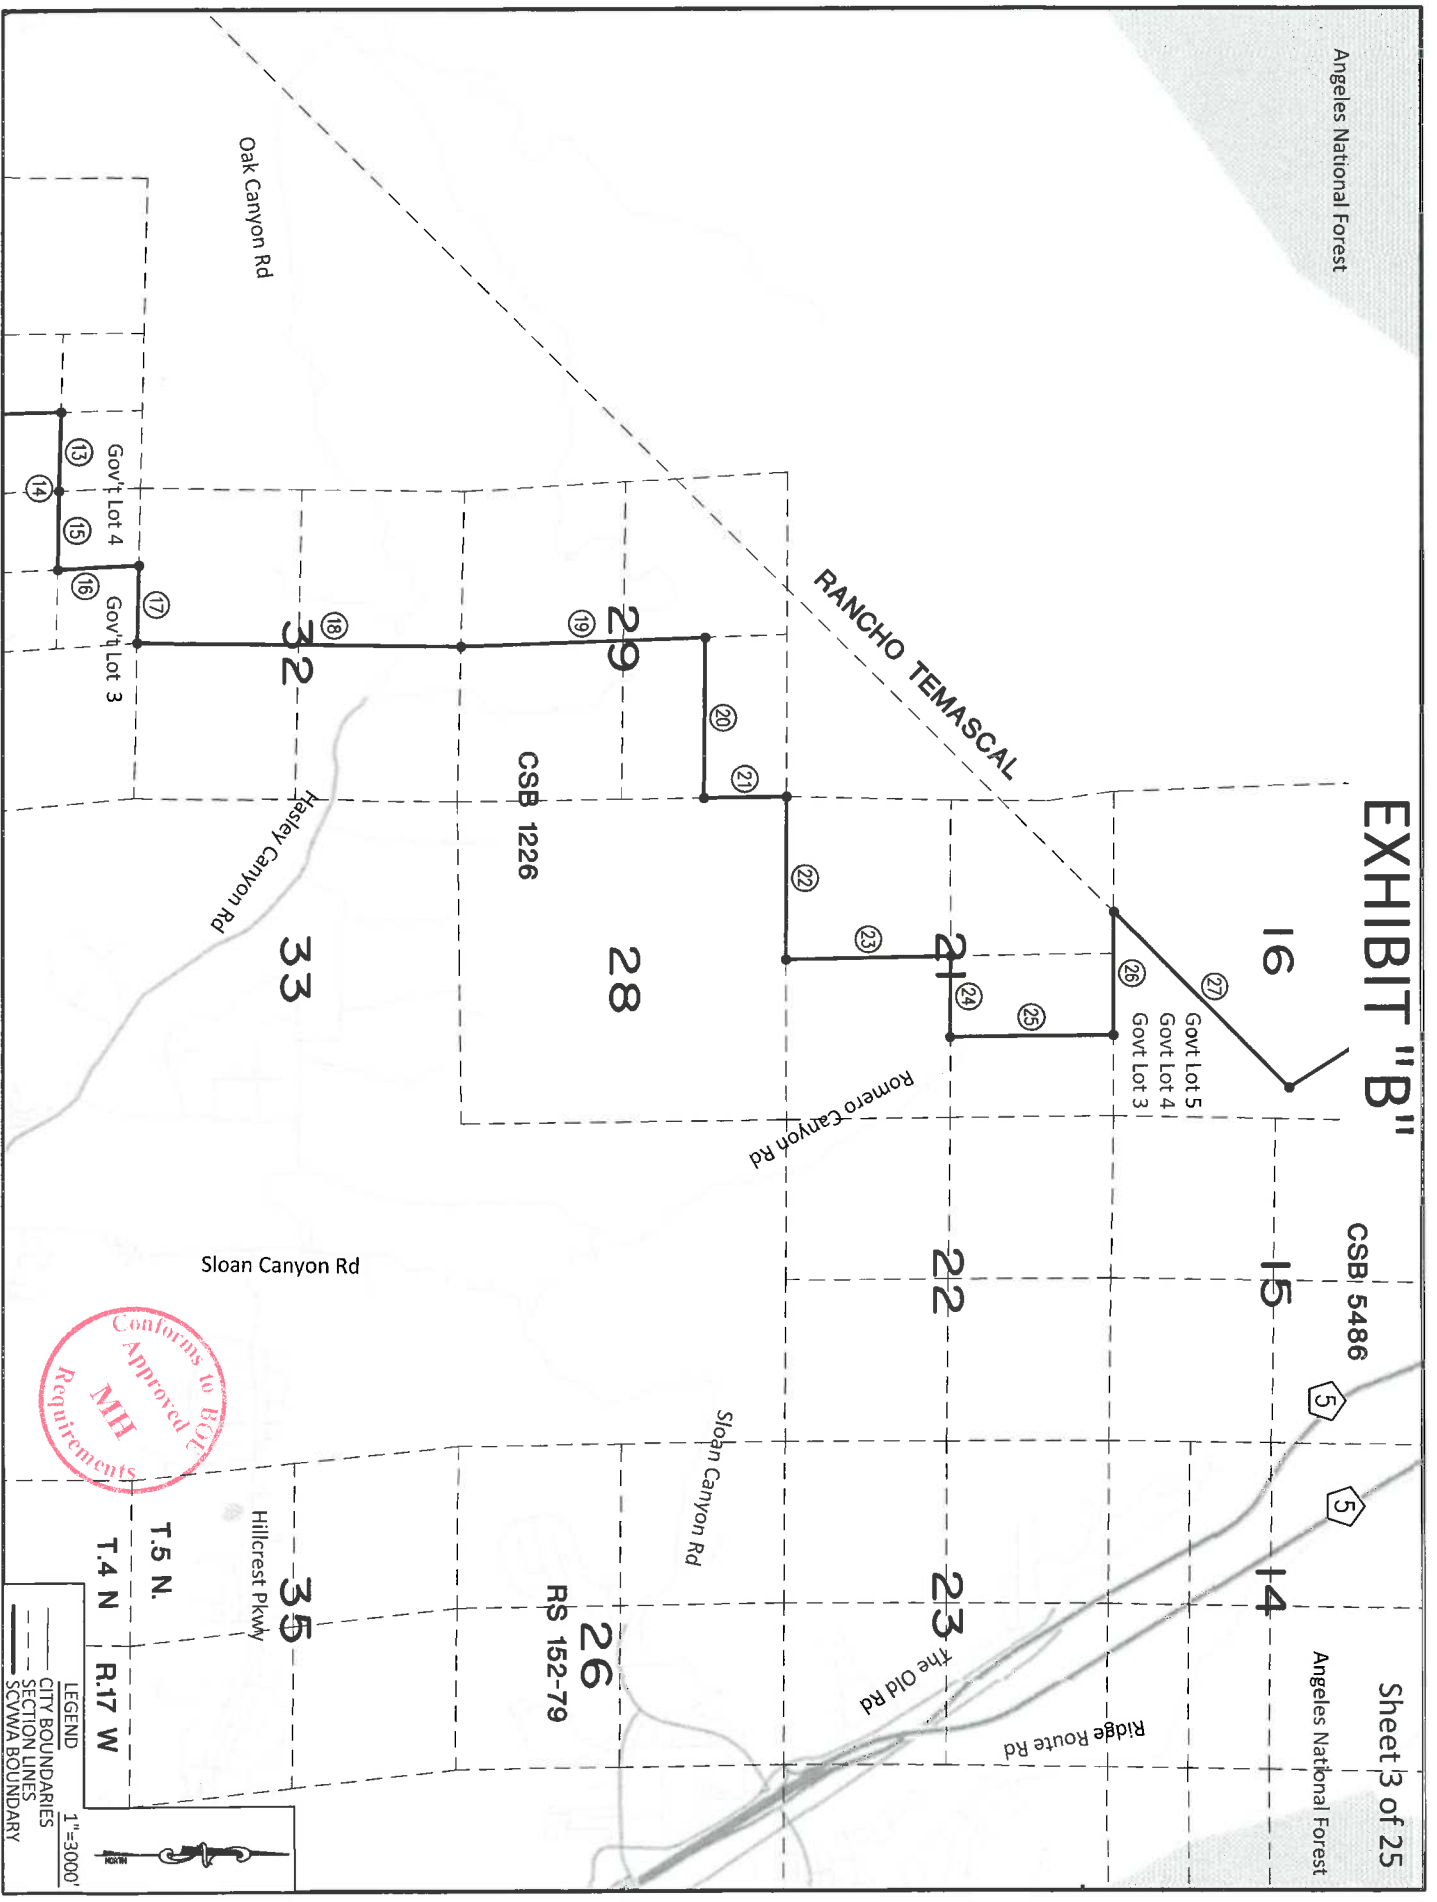 EXHIBIT "B"
Sheet 3 of 25
Angeles National Forest
CSB 5486
Angeles National Forest
16
15
14
5
5
27
Govt Lot 5
Govt Lot 4
Govt Lot 3
26
25
24
23
21
22
23
RANCHO TEMASCAL
Ridge Route Rd
The Old Rd
Romero Canyon Rd
22
21
20
Sloan Canyon Rd
29
28
26
19
CSB 1226
RS 152-79
Oak Canyon Rd
18
32
33
35
Hasley Canyon Rd
Sloan Canyon Rd
Hillcrest Pkwy
17
16
15
14
13
Gov't Lot 4
Gov't Lot 3
T.5 N.
T.4 N R.17 W
Conforms to BOE
Approved
MH
Requirements
NORTH
LEGEND 1"=3000'
CITY BOUNDARIES
SECTION LINES
SCVWA BOUNDARY